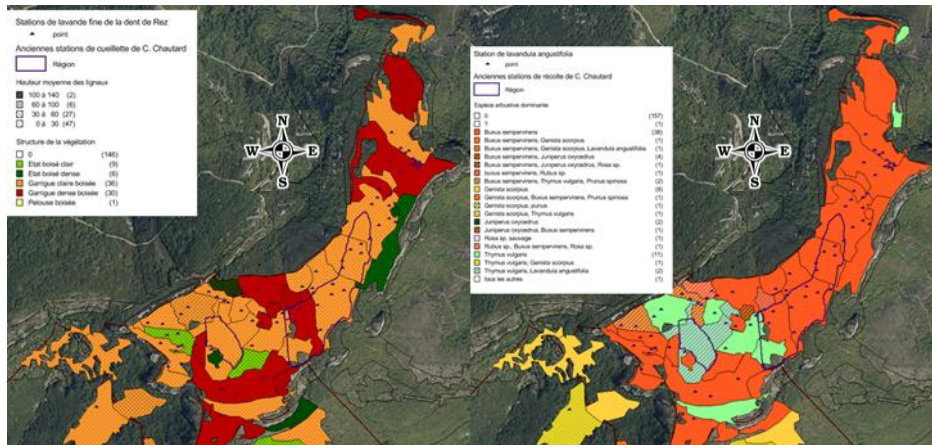 Stations de lavande fine de la dent de Rez
point
Anciennes stations de cueillette de C. Chautard
Région
Hauteur moyenne des ligneux
100 à 140 (2)
60 à 100 (6)
30 à 60 (27)
0 à 30 (47)
Structure de la végétation
0 (146)
Etat boisé clair (9)
Etat boisé dense (6)
Garrigue claire boisée (36)
Garrigue dense boisée (30)
Pelouse boisée (1)
N
W E
S
Station de lavandula angustifolia
point
Anciennes stations de récolte de C. Chautard
Région
Espèce arbustive dominante
0 (157)
? (1)
Buxus sempervirens (38)
Buxus sempervirens, Genista scorpius (1)
Buxus sempervirens, Genista scorpius, Lavandula angustifolia (1)
Buxus sempervirens, Juniperus oxycedrus (4)
Buxus sempervirens, Juniperus oxycedrus, Rosa sp. (1)
buxus sempervirens, Rubus sp. (1)
Buxus sempervirens, Thymus vulgaris, Prunus spinosa (2)
Genista scorpius (8)
Genista scorpius, Buxus sempervirens, Prunus spinosa (1)
Genista scorpius, punus (1)
Genista scorpius, Thymus vulgaris (1)
Juniperus oxycedrus (2)
Juniperus oxycedrus, Buxus sempervirens (1)
Rosa sp. sauvage (1)
Rubus sp., Buxus sempervirens, Rosa sp. (1)
Thymus vulgaris (11)
Thymus vulgaris, Genista scorpius (1)
Thymus vulgaris, Lavandula angustifolia (2)
tous les autres (1)
N
W E
S